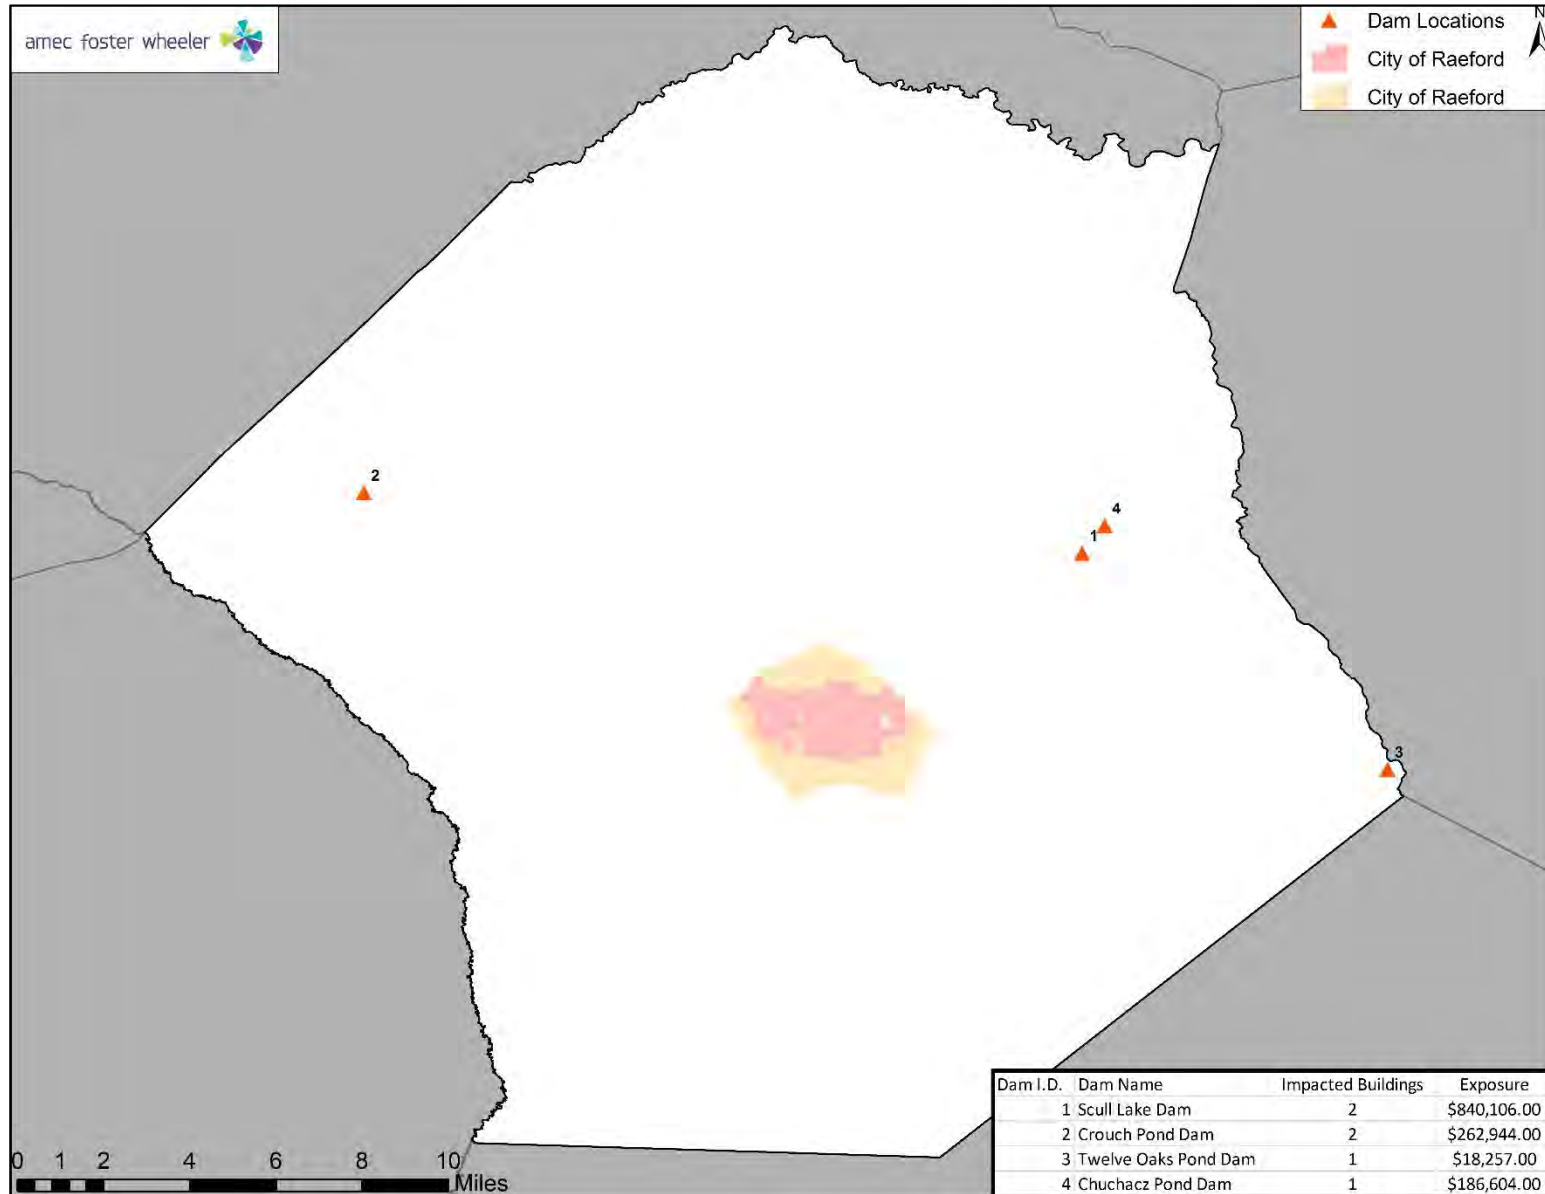 amec foster wheeler
N
Dam Locations
City of Raeford
City of Raeford
2
4
1
3
Dam I.D. Dam Name Impacted Buildings Exposure
1 Scull Lake Dam 2 $840,106.00
2 Crouch Pond Dam 2 $262,944.00
3 Twelve Oaks Pond Dam 1 $18,257.00
4 Chuchacz Pond Dam 1 $186,604.00
0 1 2 4 6 8 10
Miles